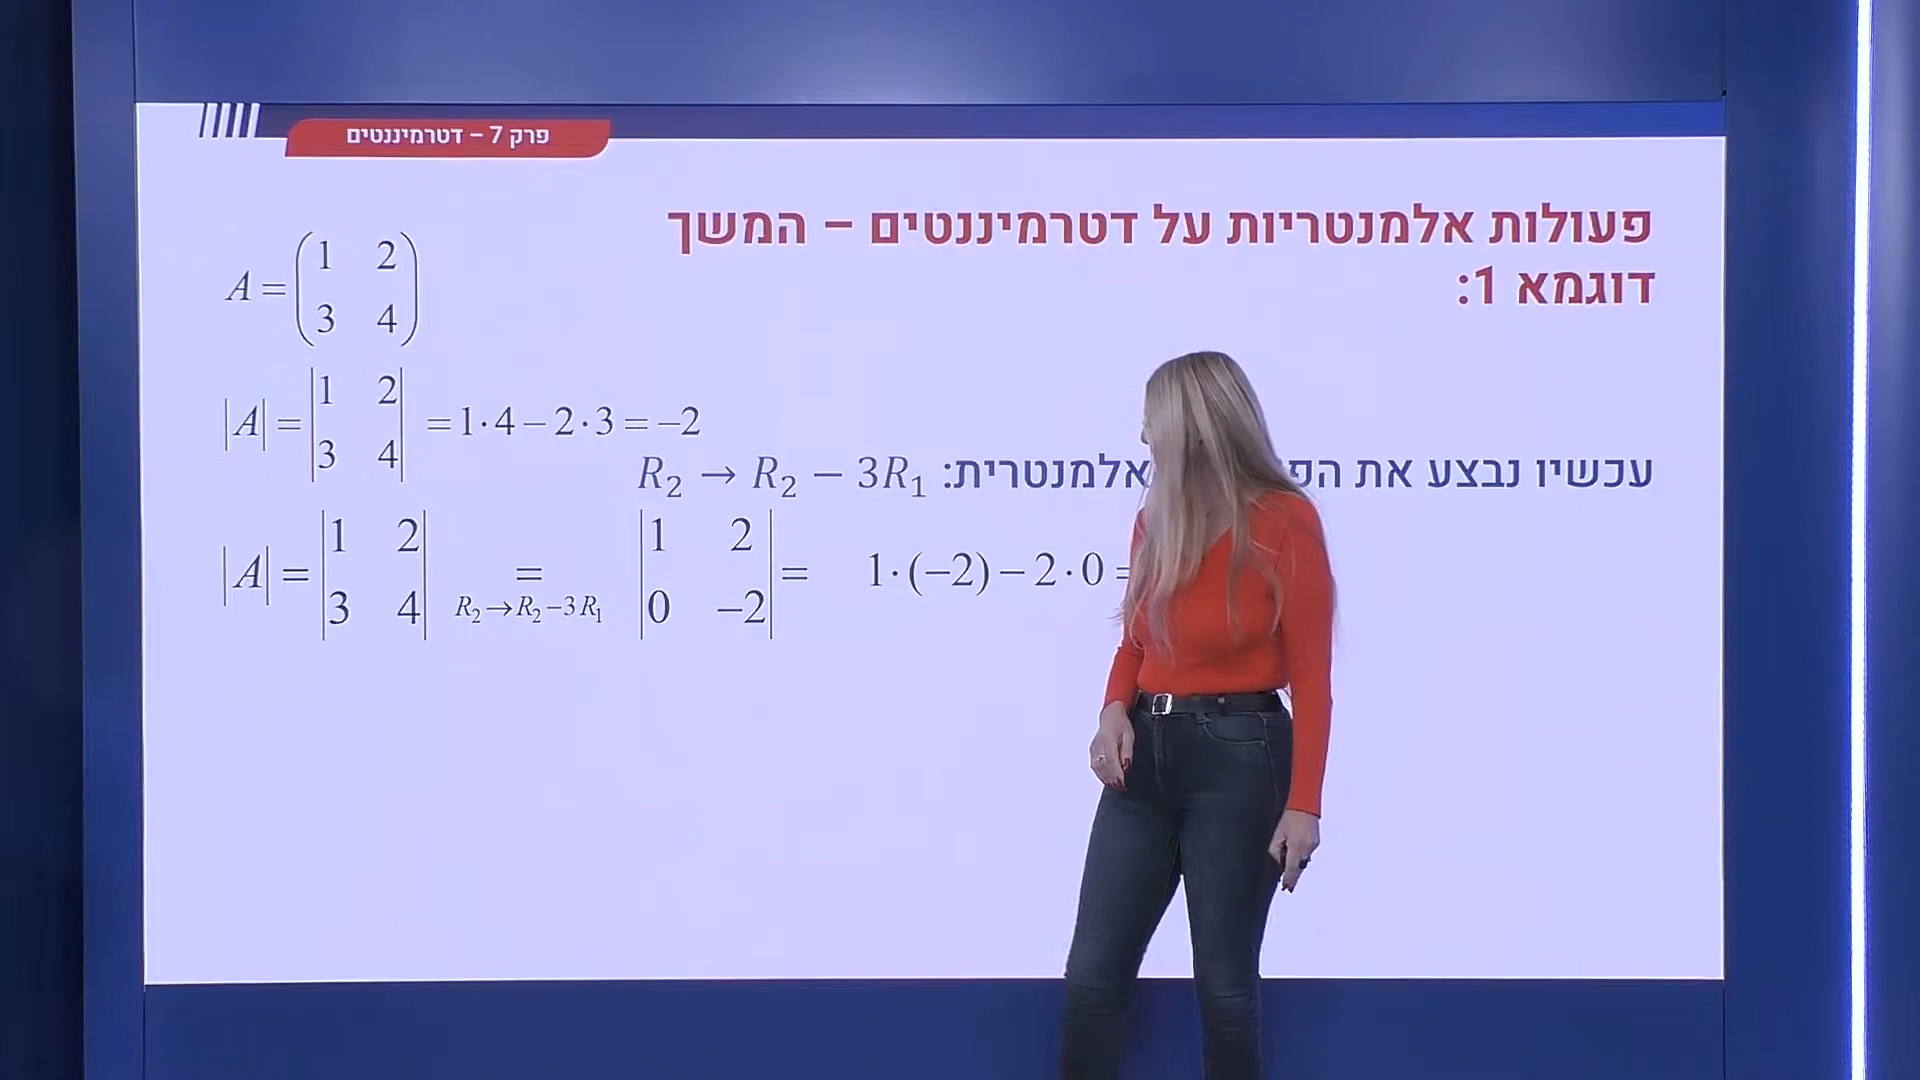 פרק 7 – דטרמיננטים
פעולות אלמנטריות על דטרמיננטים – המשך
דוגמא 1:
A = (1 2
3 4)
|A| = |1 2
3 4| = 1·4 − 2·3 = −2
עכשיו נבצע את אלמנטרית: R₂ → R₂ − 3R₁
|A| = |1 2
3 4| = R₂→R₂−3R₁ |1 2
0 −2| = 1·(−2) − 2·0 =